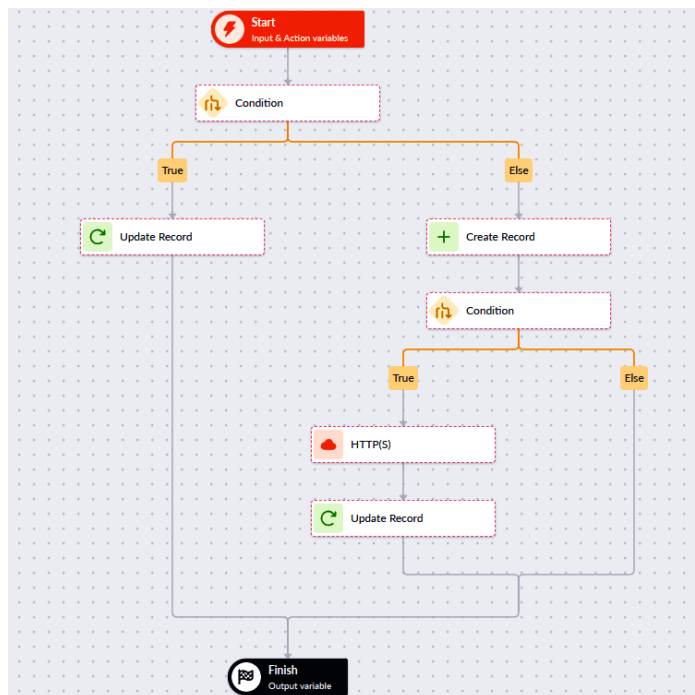 Start
Input & Action variables
Condition
True
Else
Update Record
Create Record
Condition
True
Else
HTTP(S)
Update Record
Finish
Output variable